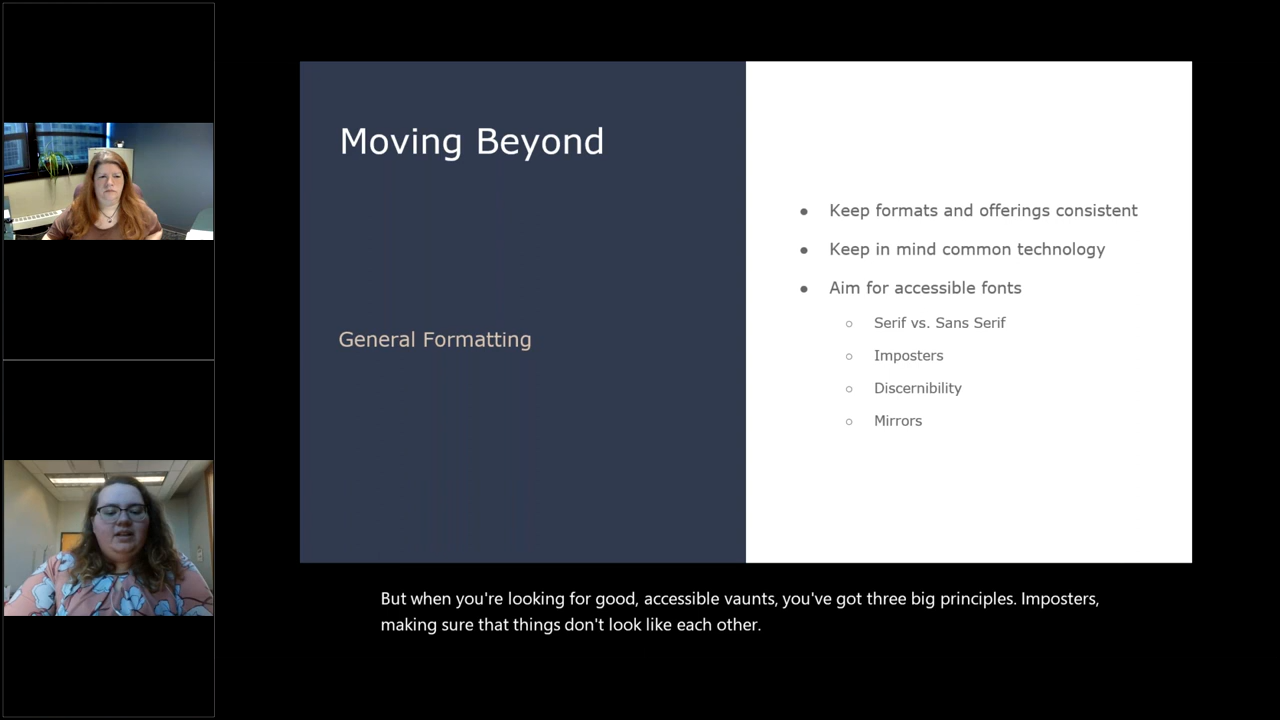 Moving Beyond
General Formatting
● Keep formats and offerings consistent
● Keep in mind common technology
● Aim for accessible fonts
○ Serif vs. Sans Serif
○ Imposters
○ Discernibility
○ Mirrors
But when you're looking for good, accessible vaunts, you've got three big principles. Imposters,
making sure that things don't look like each other.